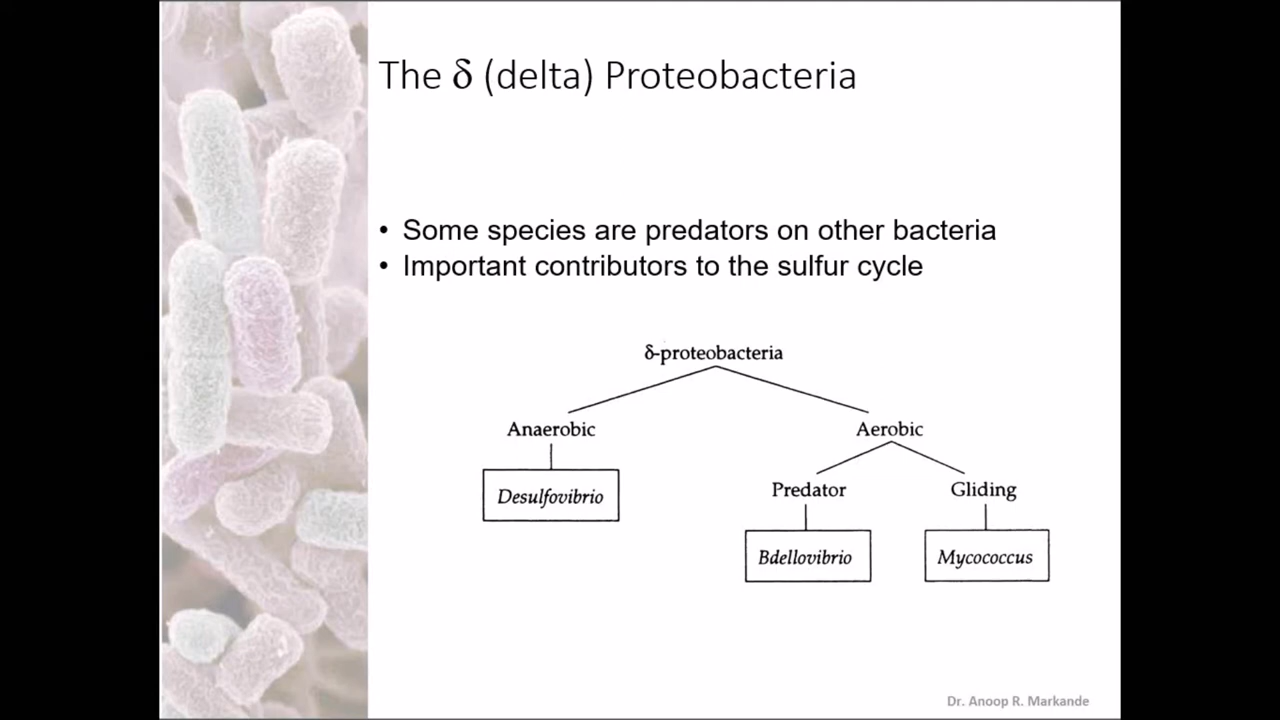 The δ (delta) Proteobacteria
• Some species are predators on other bacteria
• Important contributors to the sulfur cycle
δ-proteobacteria
Anaerobic
Aerobic
Desulfovibrio
Predator
Gliding
Bdellovibrio
Mycococcus
Dr. Anoop R. Markande